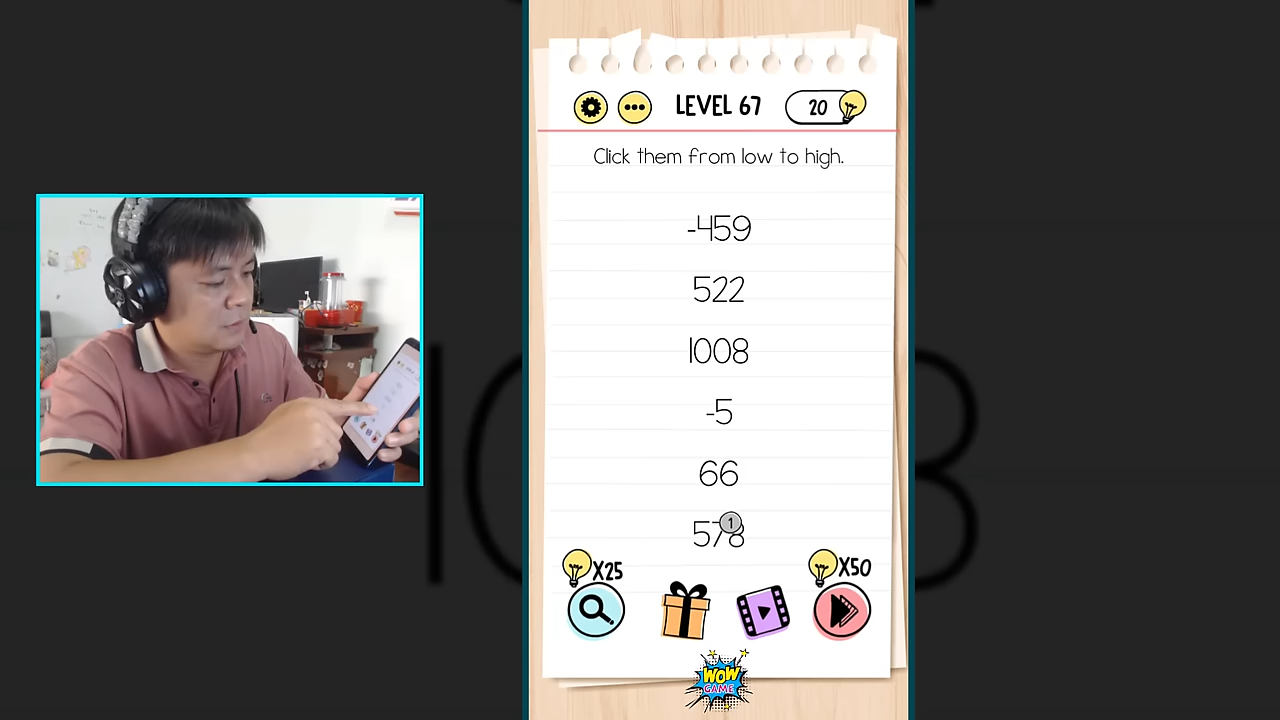 LEVEL 67
20
Click them from low to high.
-459
522
1008
-5
66
578
1
X25
X50
WOW
GAME